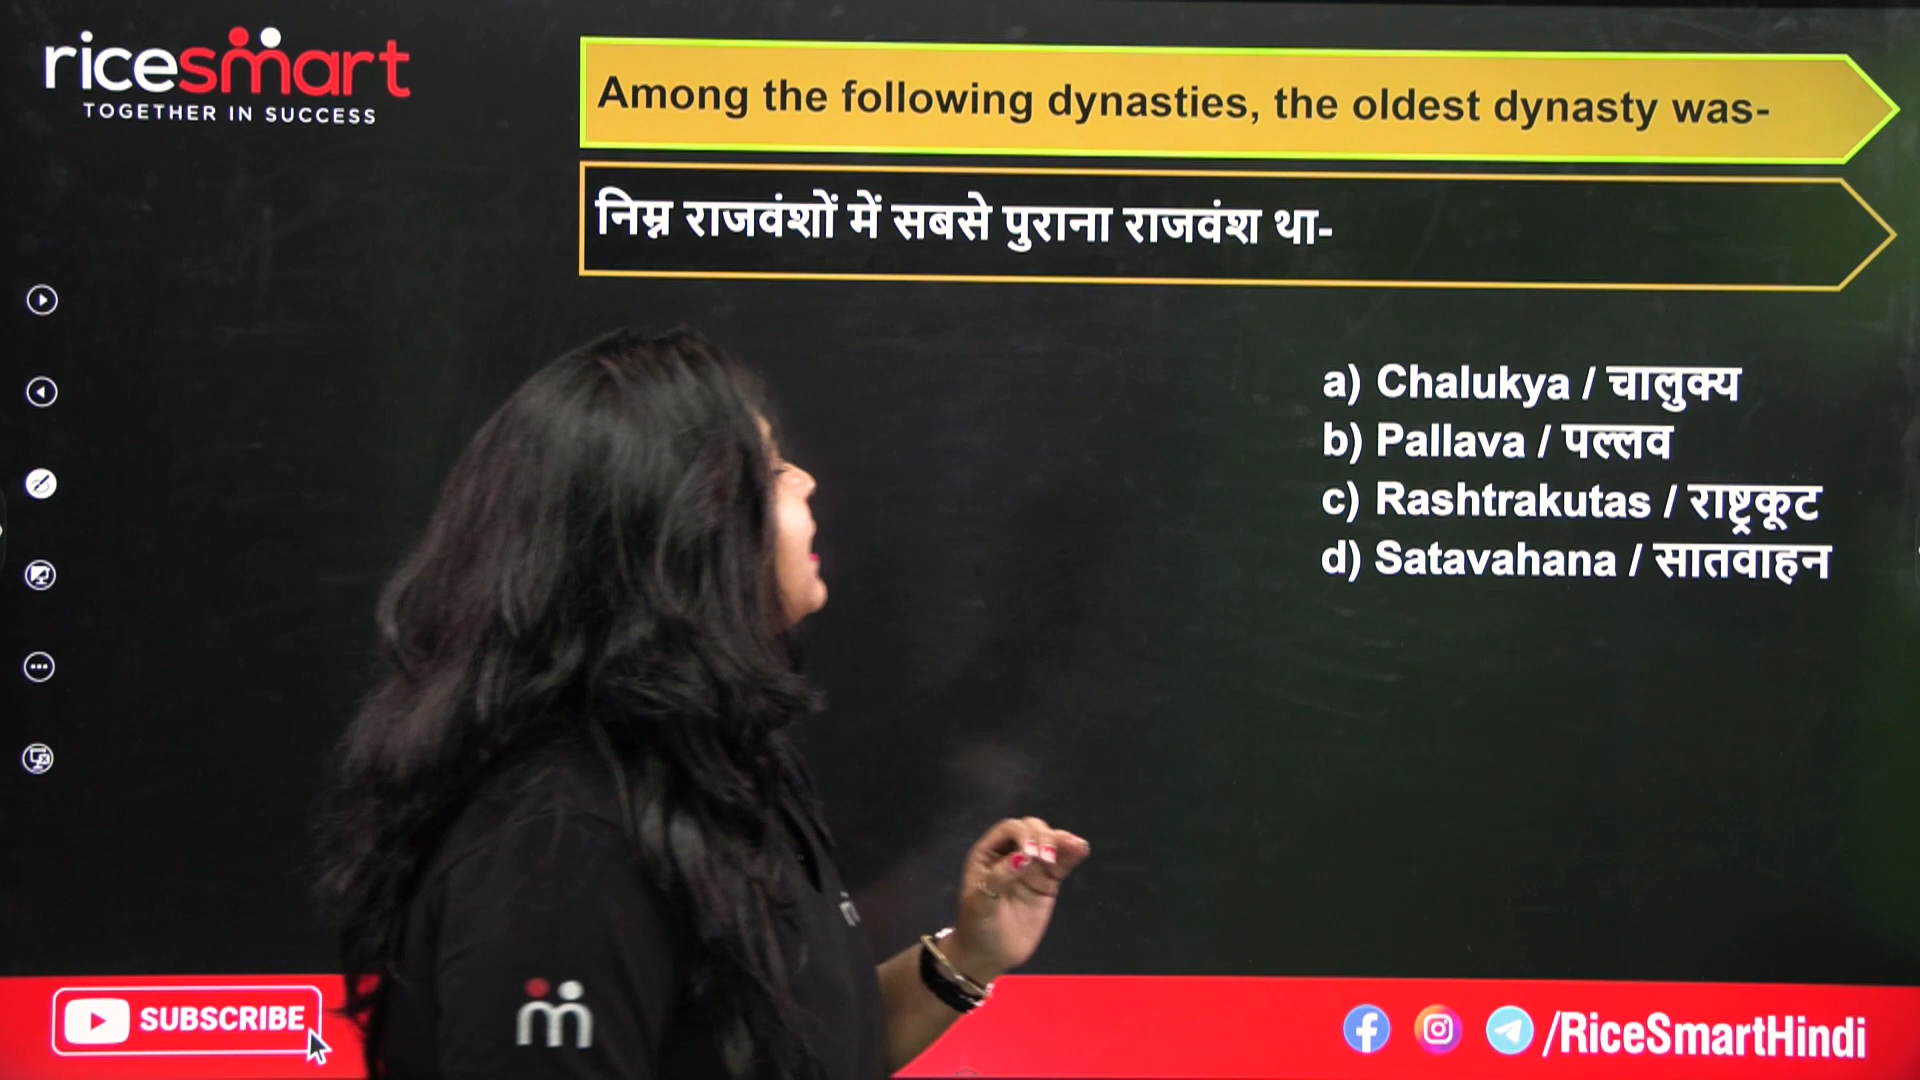 ricesmart
TOGETHER IN SUCCESS
Among the following dynasties, the oldest dynasty was-
निम्न राजवंशों में सबसे पुराना राजवंश था-
a) Chalukya / चालुक्य
b) Pallava / पल्लव
c) Rashtrakutas / राष्ट्रकूट
d) Satavahana / सातवाहन
SUBSCRIBE
/RiceSmartHindi